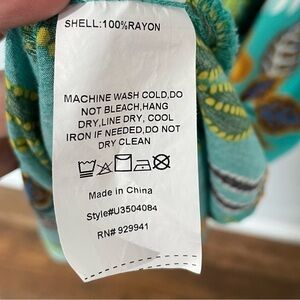 SHELL:100%RAYON
MACHINE WASH COLD,DO
NOT BLEACH,HANG
DRY,LINE DRY, COOL
IRON IF NEEDED,DO NOT
DRY CLEAN
Made in China
Style#U3504084
RN# 929941